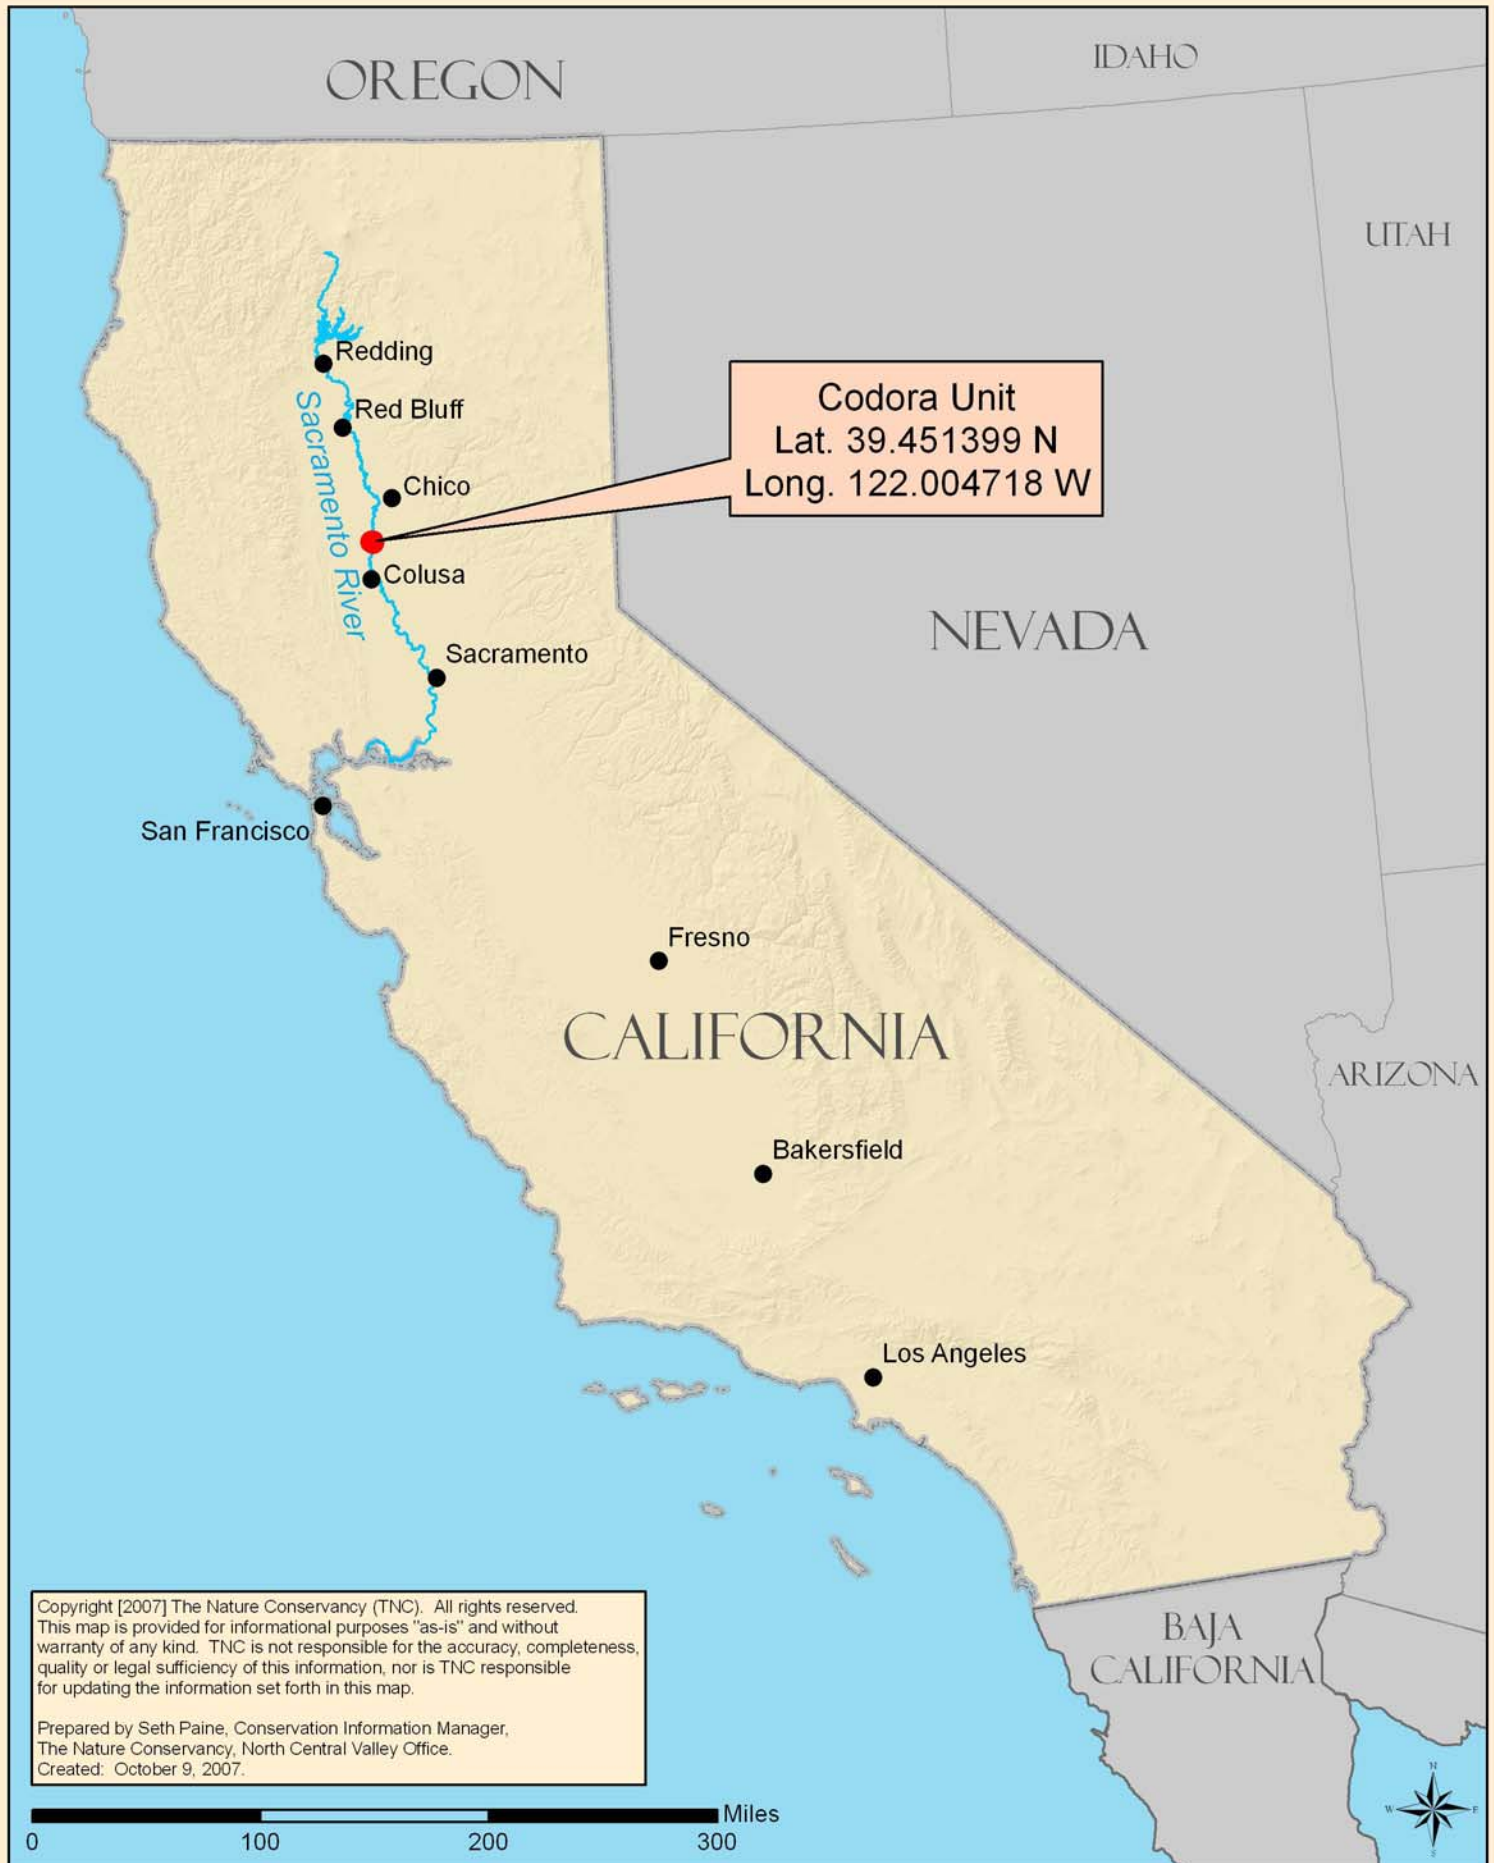 OREGON
IDAHO
UTAH
Redding
Red Bluff
Sacramento River
Chico
Codora Unit
Lat. 39.451399 N
Long. 122.004718 W
Colusa
NEVADA
Sacramento
San Francisco
Fresno
CALIFORNIA
ARIZONA
Bakersfield
Los Angeles
Copyright [2007] The Nature Conservancy (TNC).  All rights reserved.
This map is provided for informational purposes "as-is" and without
warranty of any kind.  TNC is not responsible for the accuracy, completeness,
quality or legal sufficiency of this information, nor is TNC responsible
for updating the information set forth in this map.
Prepared by Seth Paine, Conservation Information Manager,
The Nature Conservancy, North Central Valley Office.
Created:  October 9, 2007.
BAJA
CALIFORNIA
Miles
0 100 200 300
N
W E
S